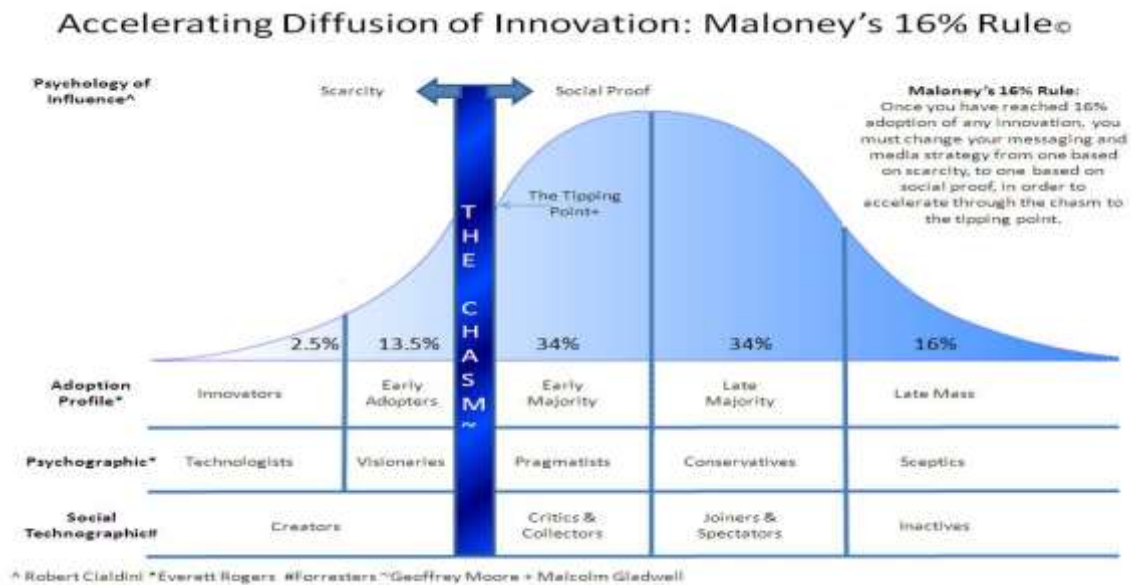 Accelerating Diffusion of Innovation: Maloney's 16% Rule©
Psychology of
Influence^
Scarcity
Social Proof
Maloney's 16% Rule:
Once you have reached 16%
adoption of any innovation, you
must change your messaging and
media strategy from one based
on scarcity, to one based on
social proof, in order to
accelerate through the chasm to
the tipping point.
The Tipping
Point+
THE CHASM~
2.5%
13.5%
34%
34%
16%
Adoption
Profile*
Innovators
Early
Adopters
Early
Majority
Late
Majority
Late Mass
Psychographic*
Technologists
Visionaries
Pragmatists
Conservatives
Sceptics
Social
Technographic#
Creators
Critics &
Collectors
Joiners &
Spectators
Inactives
^ Robert Cialdini *Everett Rogers #Forresters ~Geoffrey Moore + Malcolm Gladwell